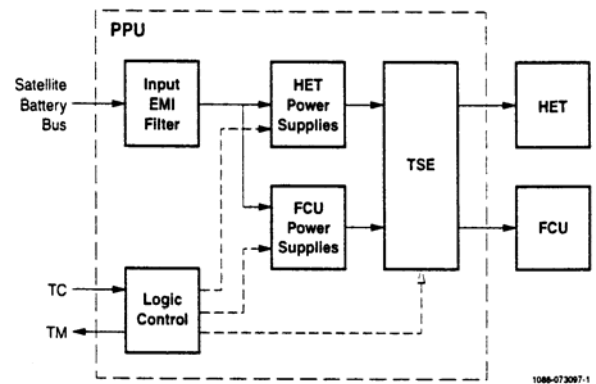 PPU
Satellite
Battery
Bus
Input
EMI
Filter
HET
Power
Supplies
TSE
HET
FCU
Power
Supplies
FCU
TC
TM
Logic
Control
1088-073097-1